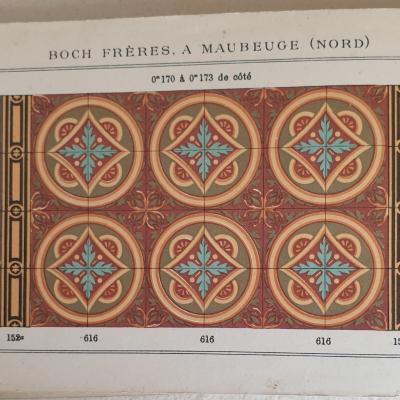 BOCH FRÈRES, A MAUBEUGE (NORD)
0m170 à 0m173 de côté
616 616 616